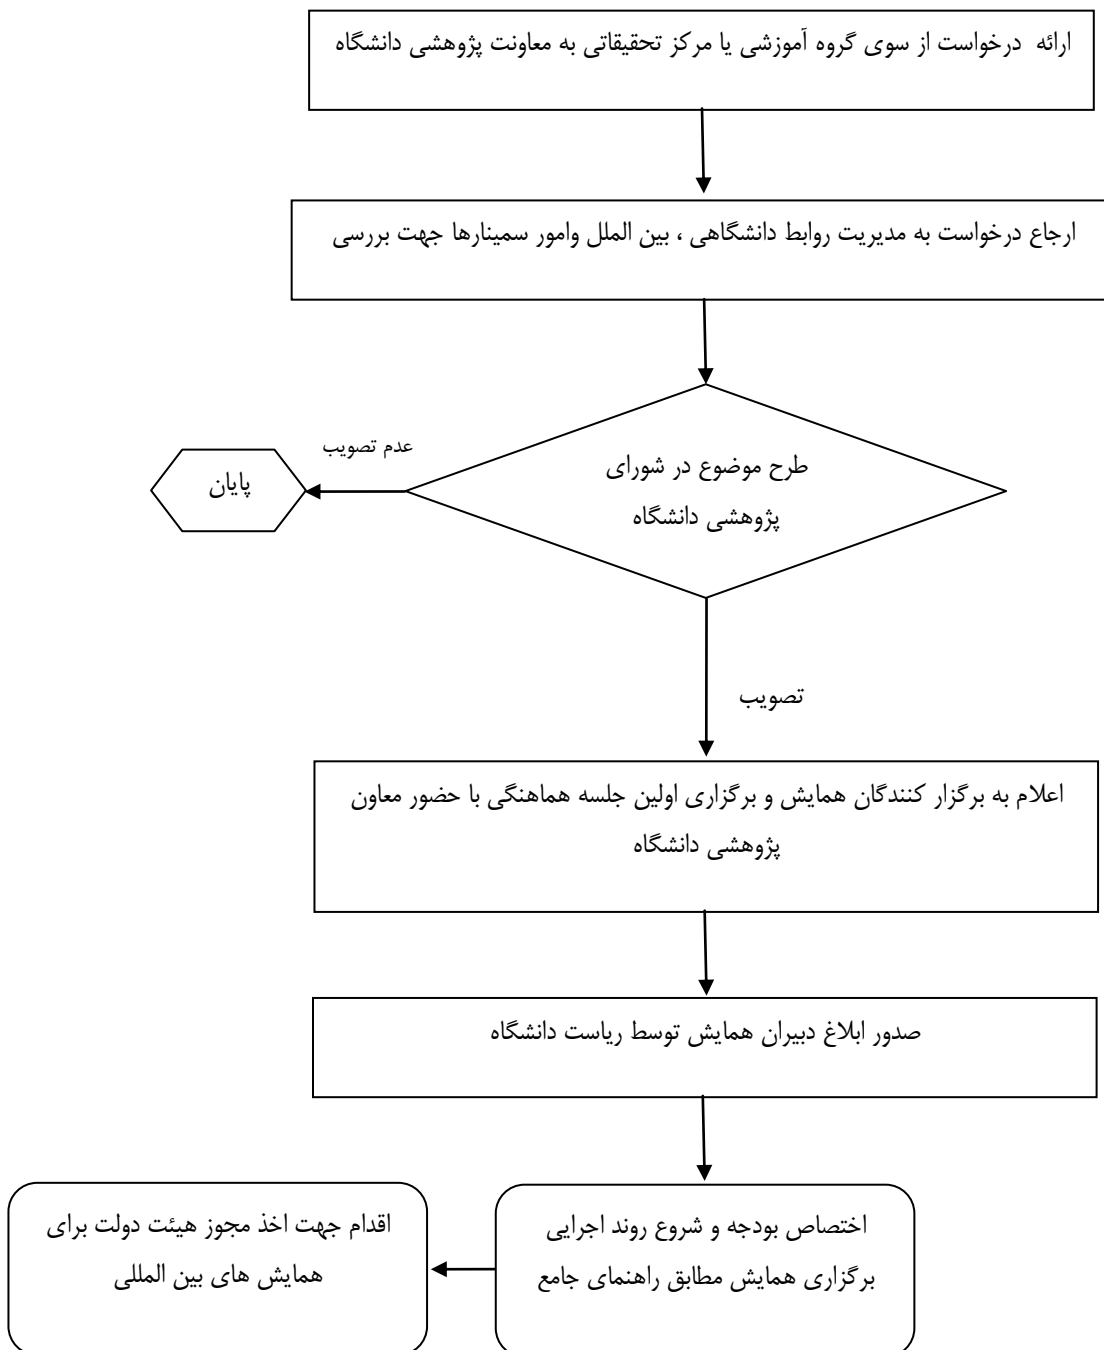 ارائه درخواست از سوی گروه آموزشی یا مرکز تحقیقاتی به معاونت پژوهشی دانشگاه
ارجاع درخواست به مدیریت روابط دانشگاهی ، بین الملل وامور سمینارها جهت بررسی
طرح موضوع در شورای
پژوهشی دانشگاه
عدم تصویب
پایان
تصویب
اعلام به برگزار کنندگان همایش و برگزاری اولین جلسه هماهنگی با حضور معاون
پژوهشی دانشگاه
صدور ابلاغ دبیران همایش توسط ریاست دانشگاه
اختصاص بودجه و شروع روند اجرایی
برگزاری همایش مطابق راهنمای جامع
اقدام جهت اخذ مجوز هیئت دولت برای
همایش های بین المللی